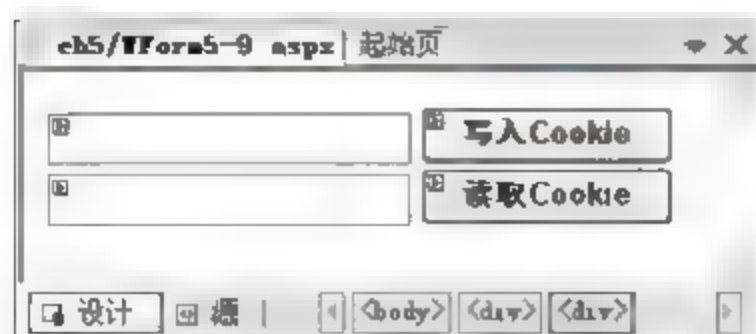 ch5/WForm5-9.aspx 起始页
写入Cookie
读取Cookie
设计 源 <body> <div> <div>